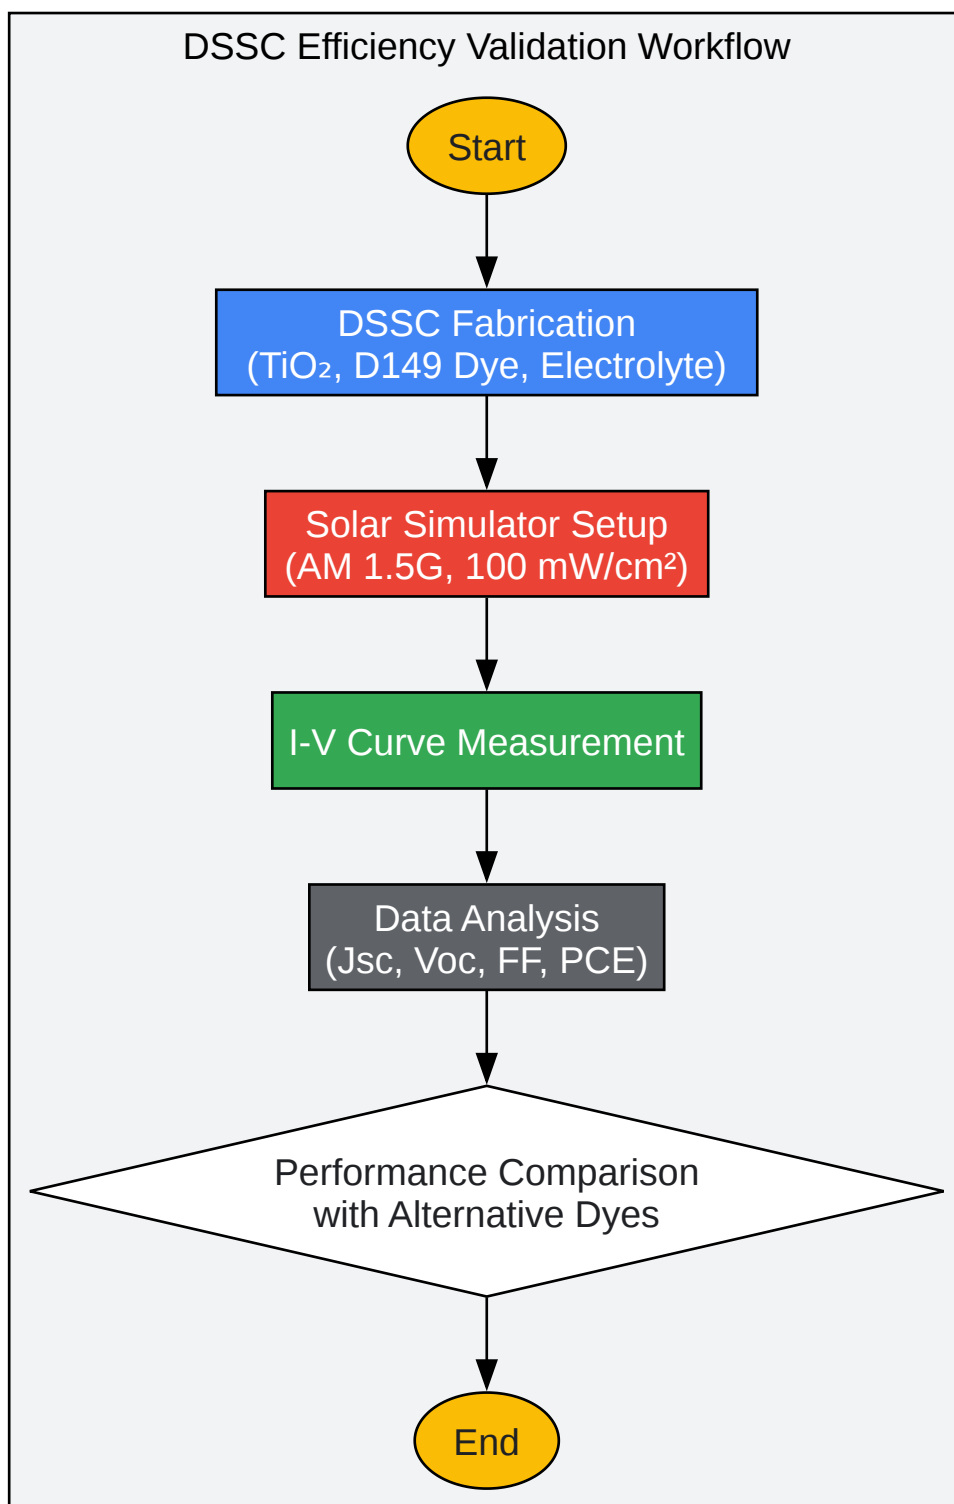 DSSC Efficiency Validation Workflow
Start
DSSC Fabrication
(TiO₂, D149 Dye, Electrolyte)
Solar Simulator Setup
(AM 1.5G, 100 mW/cm²)
I-V Curve Measurement
Data Analysis
(Jsc, Voc, FF, PCE)
Performance Comparison
with Alternative Dyes
End